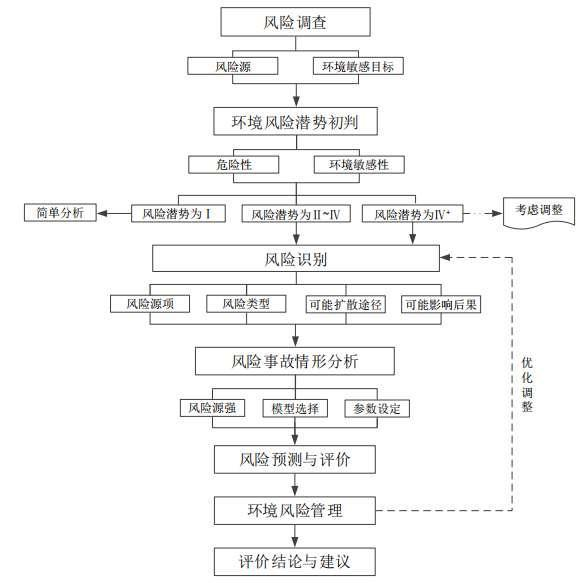 风险调查
风险源
环境敏感目标
环境风险潜势初判
危险性
环境敏感性
简单分析
风险潜势为Ⅰ
风险潜势为Ⅱ~Ⅳ
风险潜势为Ⅳ⁺
考虑调整
风险识别
风险源项
风险类型
可能扩散途径
可能影响后果
风险事故情形分析
优化调整
风险源强
模型选择
参数设定
风险预测与评价
环境风险管理
评价结论与建议